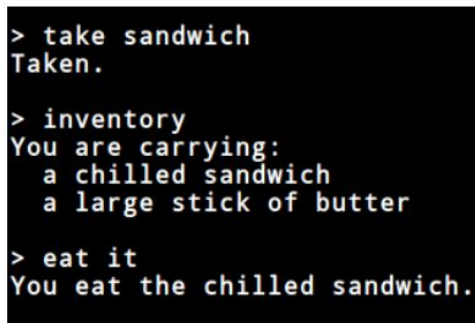 > take sandwich
Taken.
> inventory
You are carrying:
a chilled sandwich
a large stick of butter
> eat it
You eat the chilled sandwich.